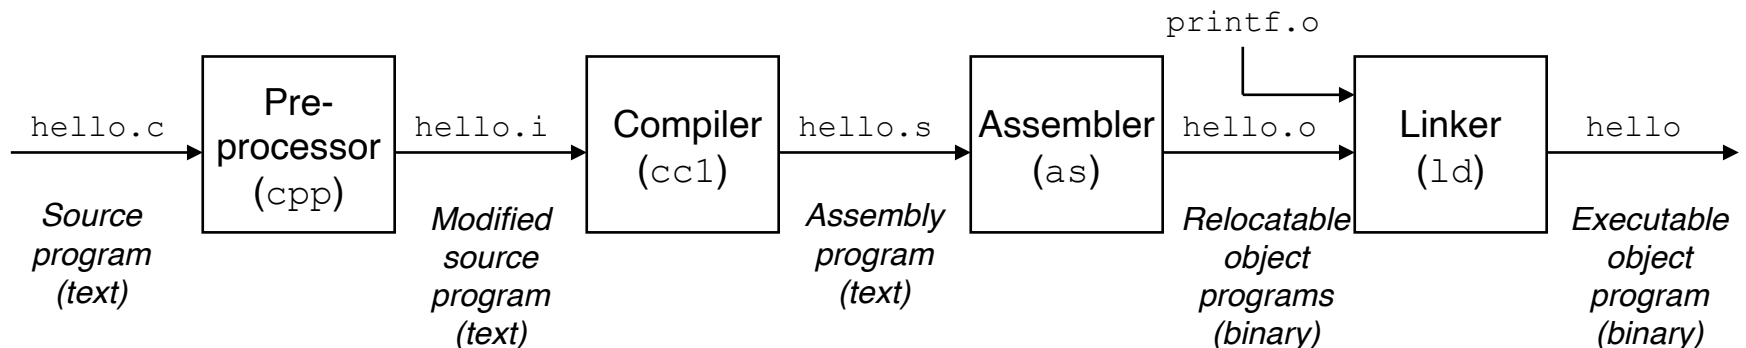 printf.o
hello.c
Pre-
processor
(cpp)
hello.i
Compiler
(cc1)
hello.s
Assembler
(as)
hello.o
Linker
(ld)
hello
Source
program
(text)
Modified
source
program
(text)
Assembly
program
(text)
Relocatable
object
programs
(binary)
Executable
object
program
(binary)